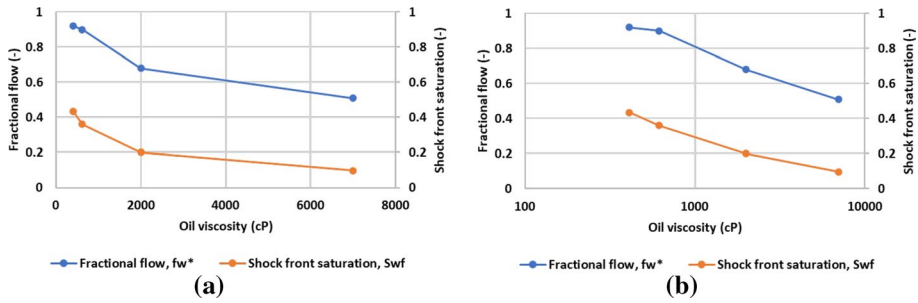 1
0.8
0.6
0.4
0.2
0
Fractional flow (-)
1
0.8
0.6
0.4
0.2
0
Shock front saturation (-)
0 2000 4000 6000 8000
Oil viscosity (cP)
Fractional flow, fw* Shock front saturation, Swf
(a)
1
0.8
0.6
0.4
0.2
0
Fractional flow (-)
1
0.8
0.6
0.4
0.2
0
Shock front saturation (-)
100 1000 10000
Oil viscosity (cP)
Fractional flow, fw* Shock front saturation, Swf
(b)